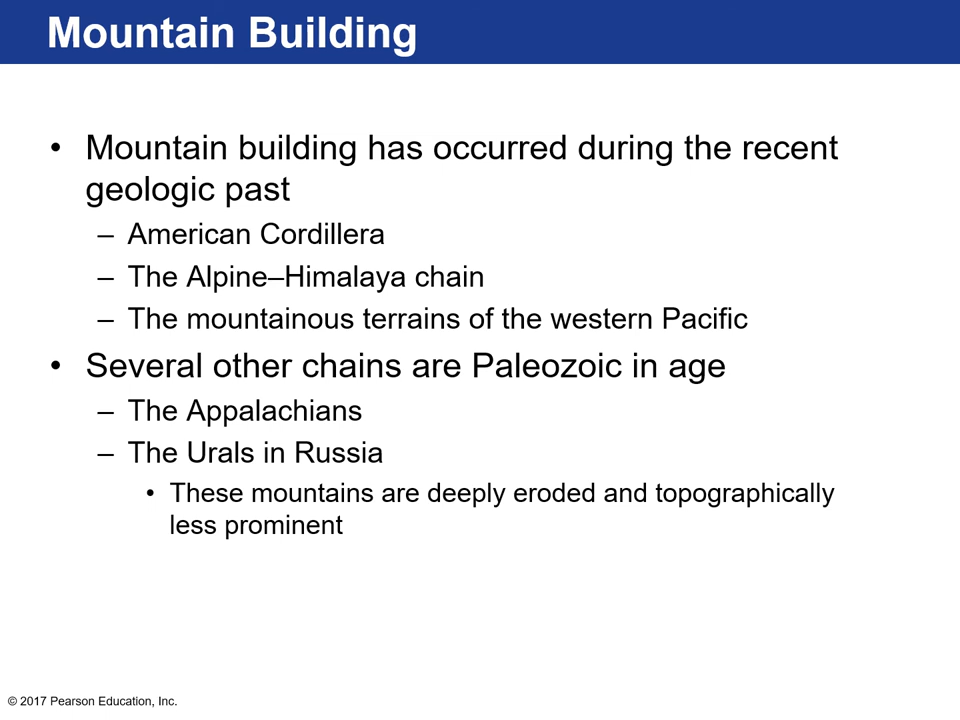 Mountain Building
• Mountain building has occurred during the recent
geologic past
– American Cordillera
– The Alpine–Himalaya chain
– The mountainous terrains of the western Pacific
• Several other chains are Paleozoic in age
– The Appalachians
– The Urals in Russia
• These mountains are deeply eroded and topographically
less prominent
© 2017 Pearson Education, Inc.